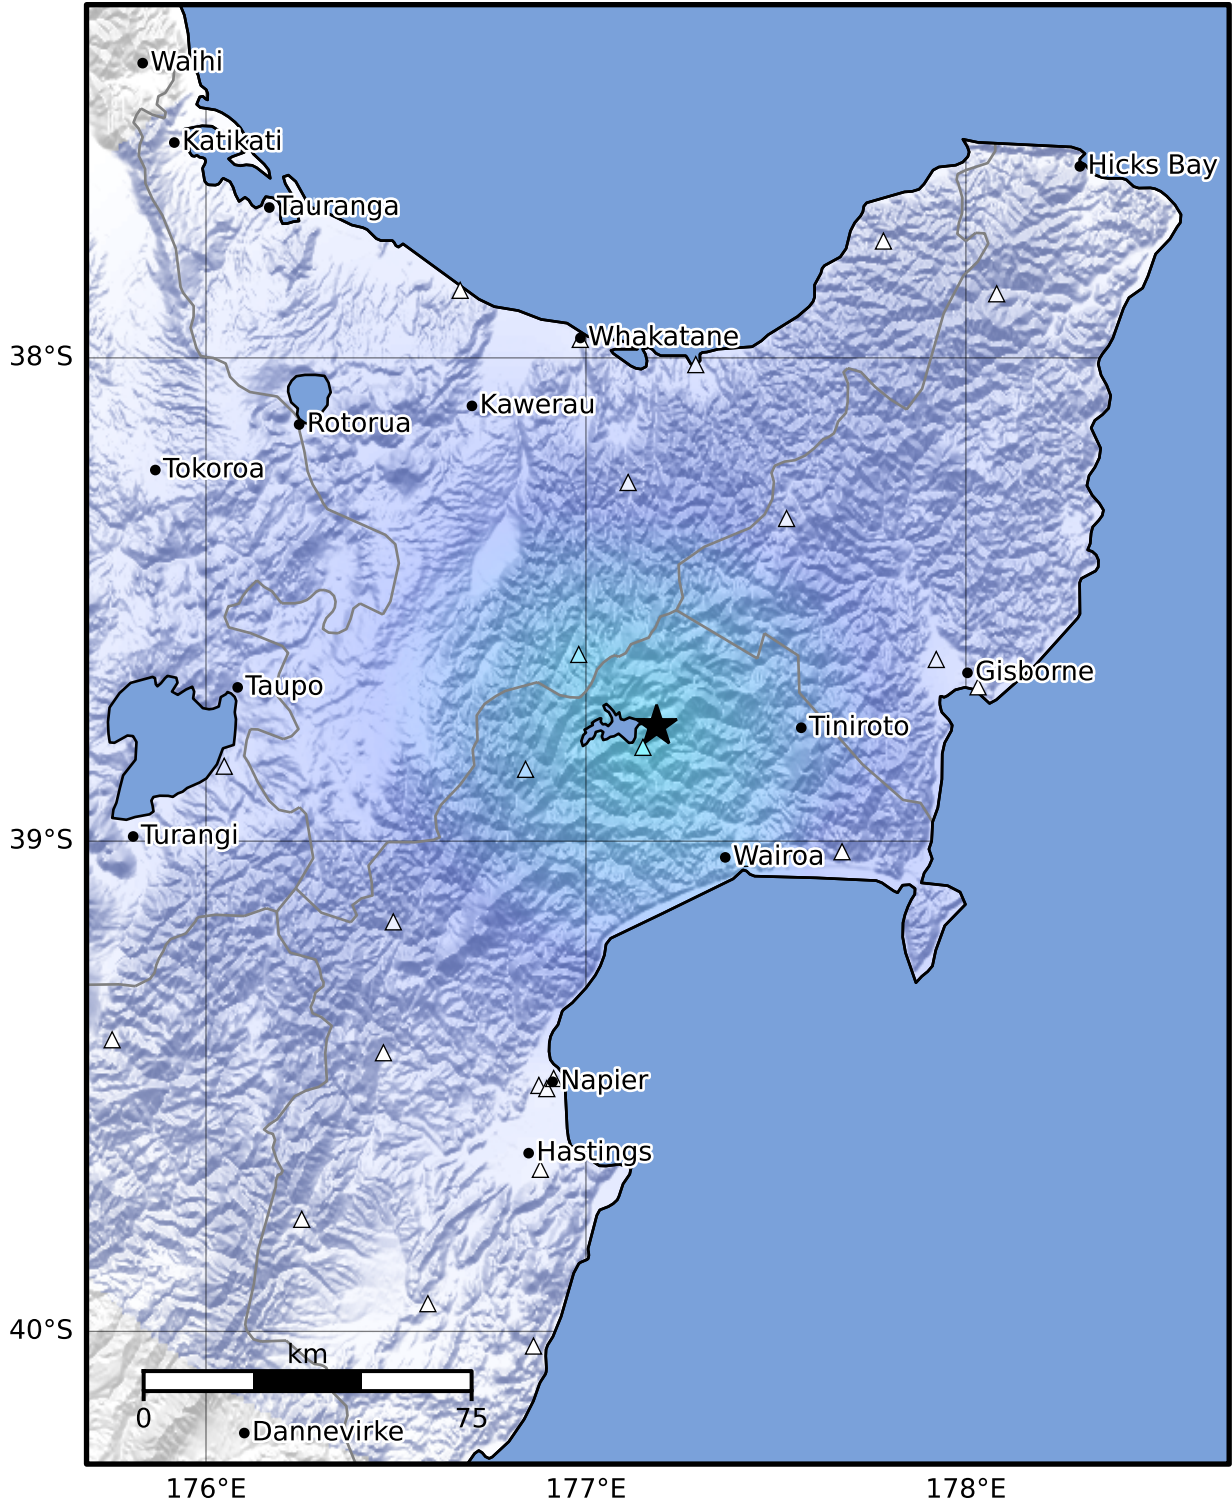 Waihi
Katikati
Hicks Bay
Tauranga
Whakatane
38°S
Kawerau
Rotorua
Tokoroa
Gisborne
Taupo
Tiniroto
Turangi
39°S
Wairoa
Napier
Hastings
40°S
km
0
75
Dannevirke
176°E
177°E
178°E